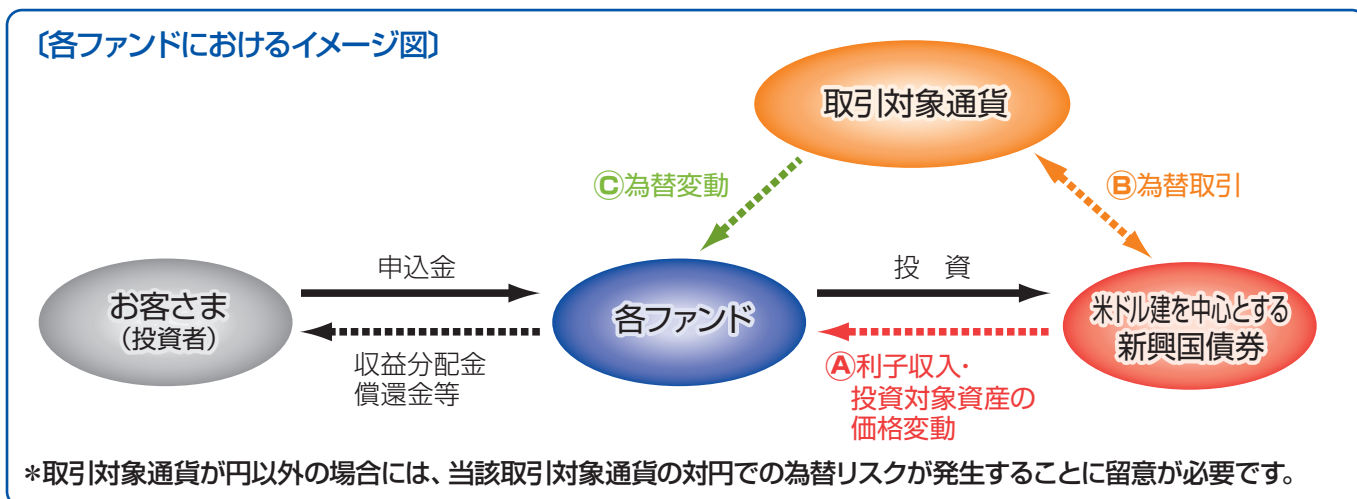 〔各ファンドにおけるイメージ図〕
取引対象通貨
Ⓒ為替変動
Ⓑ為替取引
申込金
投 資
お客さま
(投資者)
各ファンド
米ドル建を中心とする
新興国債券
収益分配金
償還金等
Ⓐ利子収入・
投資対象資産の
価格変動
*取引対象通貨が円以外の場合には、当該取引対象通貨の対円での為替リスクが発生することに留意が必要です。